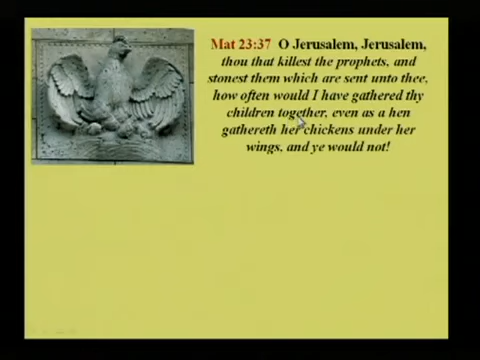 Mat 23:37 O Jerusalem, Jerusalem,
thou that killest the prophets, and
stonest them which are sent unto thee,
how often would I have gathered thy
children together, even as a hen
gathereth her chickens under her
wings, and ye would not!